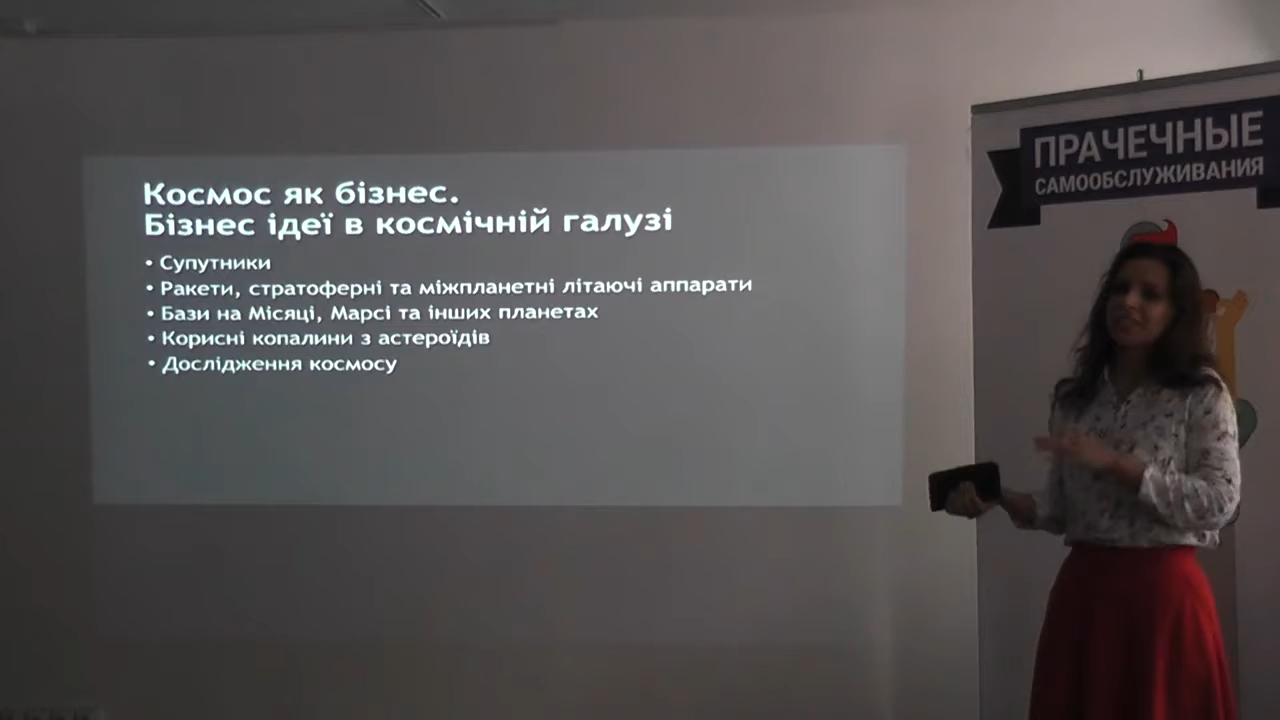 Космос як бізнес.
Бізнес ідеї в космічній галузі
• Супутники
• Ракети, стратоферні та міжпланетні літаючі аппарати
• Бази на Місяці, Марсі та інших планетах
• Корисні копалини з астероїдів
• Дослідження космосу
ПРАЧЕЧНЫЕ
САМООБСЛУЖИВАНИЯ